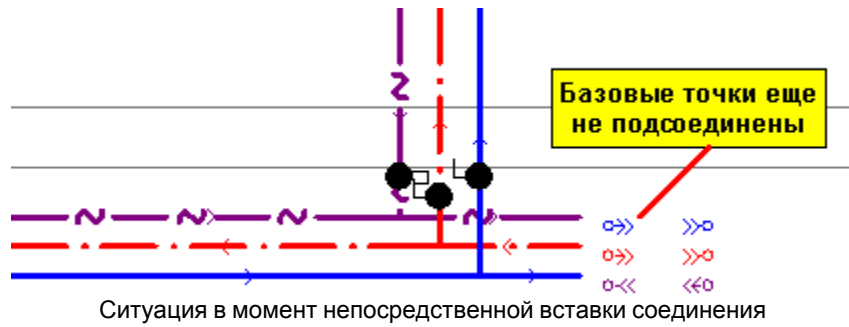 Базовые точки еще
не подсоединены
Ситуация в момент непосредственной вставки соединения